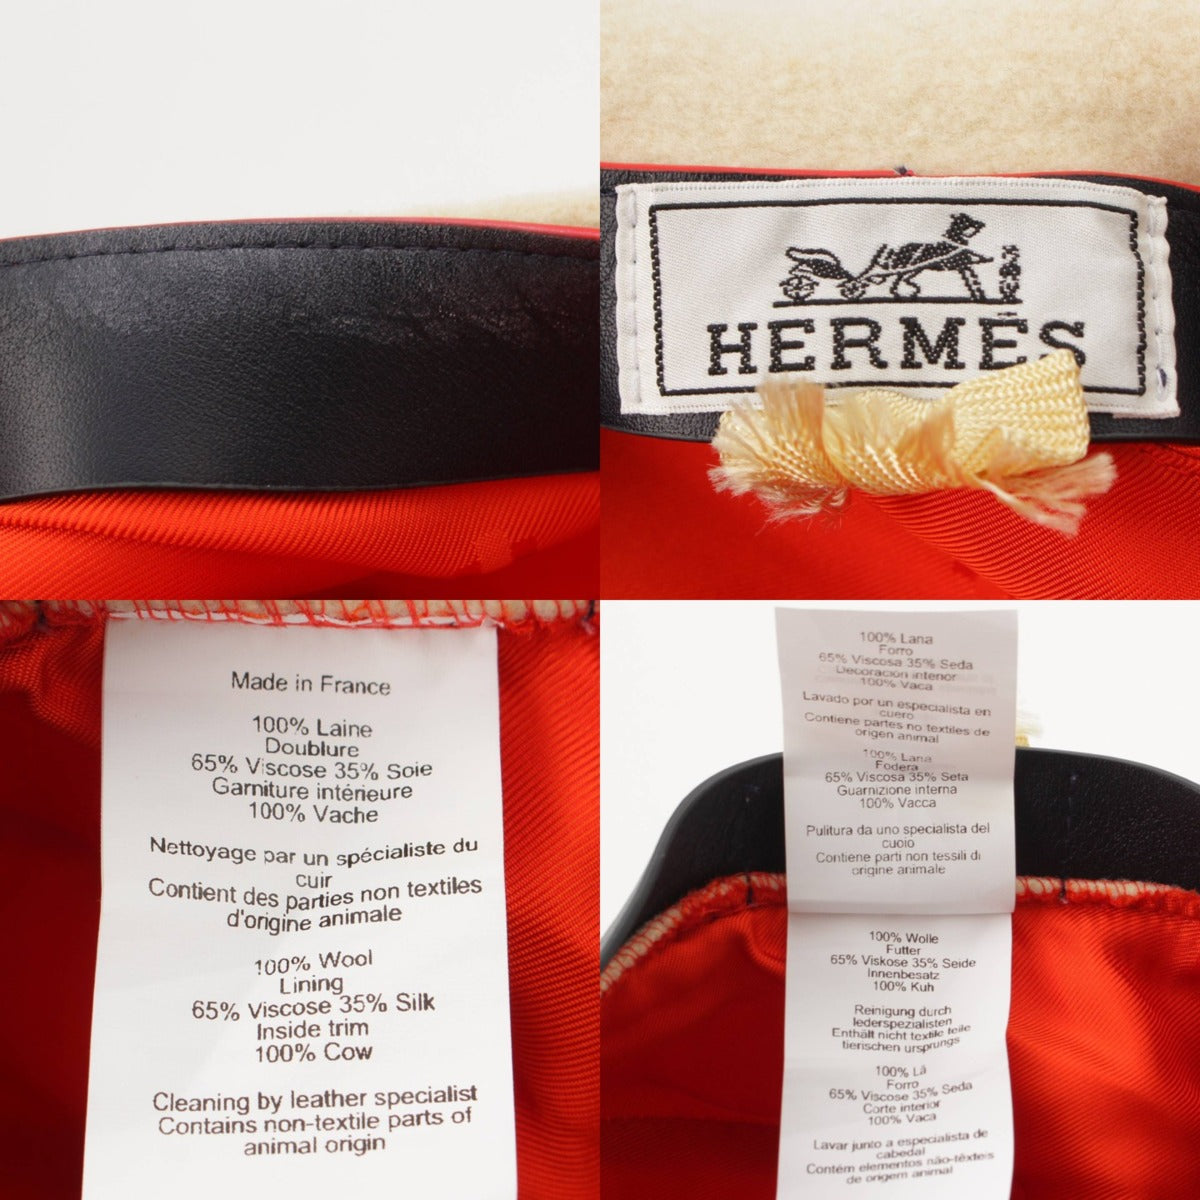 HERMÈS
Made in France
100% Laine
Doublure
65% Viscose 35% Soie
Garniture intérieure
100% Vache
Nettoyage par un spécialiste du
cuir
Contient des parties non textiles
d'origine animale
100% Wool
Lining
65% Viscose 35% Silk
Inside trim
100% Cow
Cleaning by leather specialist
Contains non-textile parts of
animal origin
100% Lana
Forro
65% Viscosa 35% Seda
Decoración interior
100% Vaca
Lavado por un especialista en
cuero
Contiene partes no textiles de
origen animal
100% Lana
Fodera
65% Viscosa 35% Seta
Guarnizione interna
100% Vacca
Pulitura da uno specialista del
cuoio
Contiene parti non tessili di
origine animale
100% Wolle
Futter
65% Viskose 35% Seide
Innenbesatz
100% Kuh
Reinigung durch
lederspezialisten
Enthält nicht textile teile
tierischen ursprungs
100% Lã
Forro
65% Viscose 35% Seda
Corte interior
100% Vaca
Lavar junto a especialista de
cabedal
Contém elementos não-têxteis
de origem animal